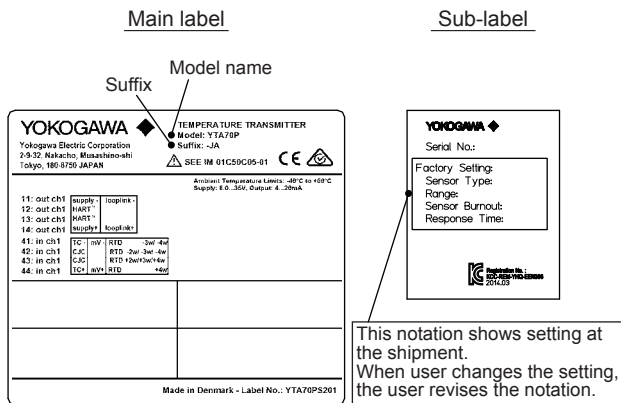 Main label
Sub-label
Suffix
Model name
YOKOGAWA
Yokogawa Electric Corporation
2-9-32, Nakacho, Musashino-shi
Tokyo, 180-8750 JAPAN
TEMPERATURE TRANSMITTER
Model: YTA70P
Suffix: -JA
SEE IM 01C50C05-01
CE
Ambient Temperature Limits: -40°C to +85°C
Supply: 8.0...35V, Output: 4...20mA
11: out ch1 supply - looplink -
12: out ch1 HART
13: out ch1 HART
14: out ch1 supply+ looplink+
41: in ch1 TC - mV - RTD -3w/ -4w
42: in ch1 CJC RTD -2w/ -3w/ -4w
43: in ch1 CJC RTD +2w/+3w/+4w
44: in ch1 TC+ mV+ RTD +4w
Made in Denmark - Label No.: YTA70PS201
YOKOGAWA
Serial No.:
Factory Setting:
Sensor Type:
Range:
Sensor Burnout:
Response Time:
Registration No. :
2014.03
This notation shows setting at
the shipment.
When user changes the setting,
the user revises the notation.